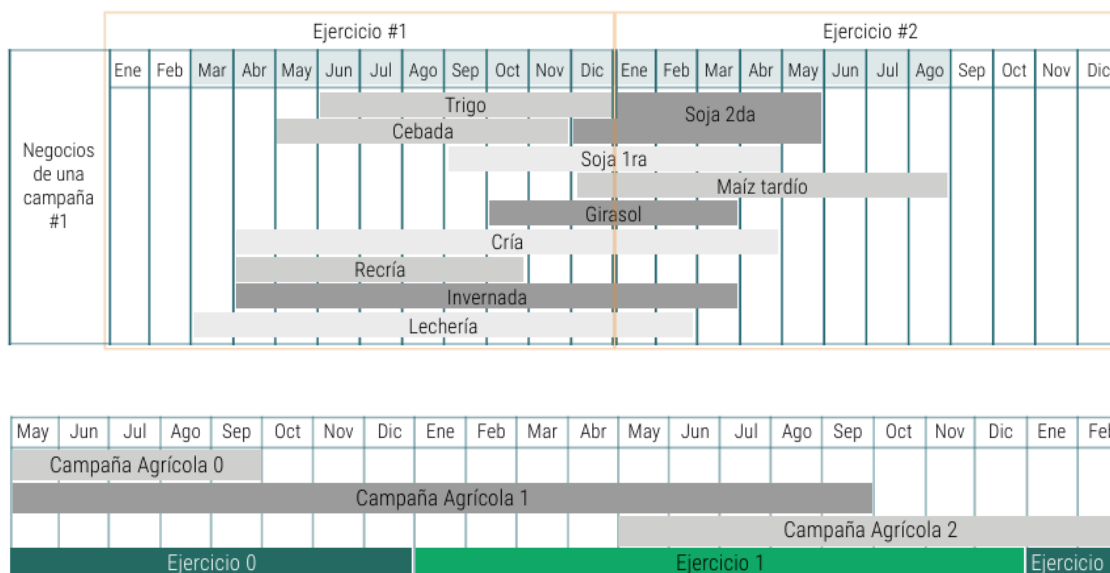 Ejercicio #1 Ejercicio #2
Ene Feb Mar Abr May Jun Jul Ago Sep Oct Nov Dic Ene Feb Mar Abr May Jun Jul Ago Sep Oct Nov Dic
Negocios
de una
campaña
#1
Trigo
Soja 2da
Cebada
Soja 1ra
Maíz tardío
Girasol
Cría
Recría
Invernada
Lechería
May Jun Jul Ago Sep Oct Nov Dic Ene Feb Mar Abr May Jun Jul Ago Sep Oct Nov Dic Ene Feb
Campaña Agrícola 0
Campaña Agrícola 1
Campaña Agrícola 2
Ejercicio 0 Ejercicio 1 Ejercicio